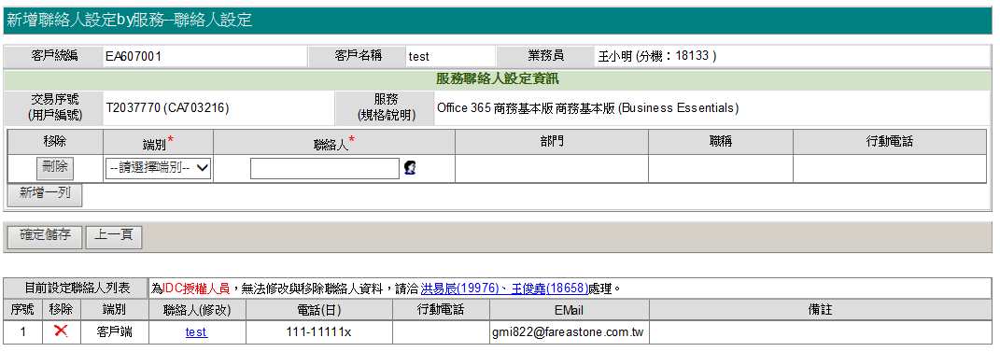 新增聯絡人設定by服務--聯絡人設定
客戶統編 EA607001 客戶名稱 test 業務員 王小明 (分機：18133 )
服務聯絡人設定資訊
交易序號 服務
(用戶編號) T2037770 (CA703216) (規格/說明) Office 365 商務基本版 商務基本版 (Business Essentials)
移除 端別* 聯絡人* 部門 職稱 行動電話
刪除 --請選擇端別--
新增一列
確定儲存 上一頁
目前設定聯絡人列表 為IDC授權人員，無法修改與移除聯絡人資料，請洽 洪易辰(19976)、王俊堯(18658)處理。
序號 移除 端別 聯絡人(修改) 電話(日) 行動電話 EMail 備註
1 客戶端 test 111-11111x gmi822@fareastone.com.tw